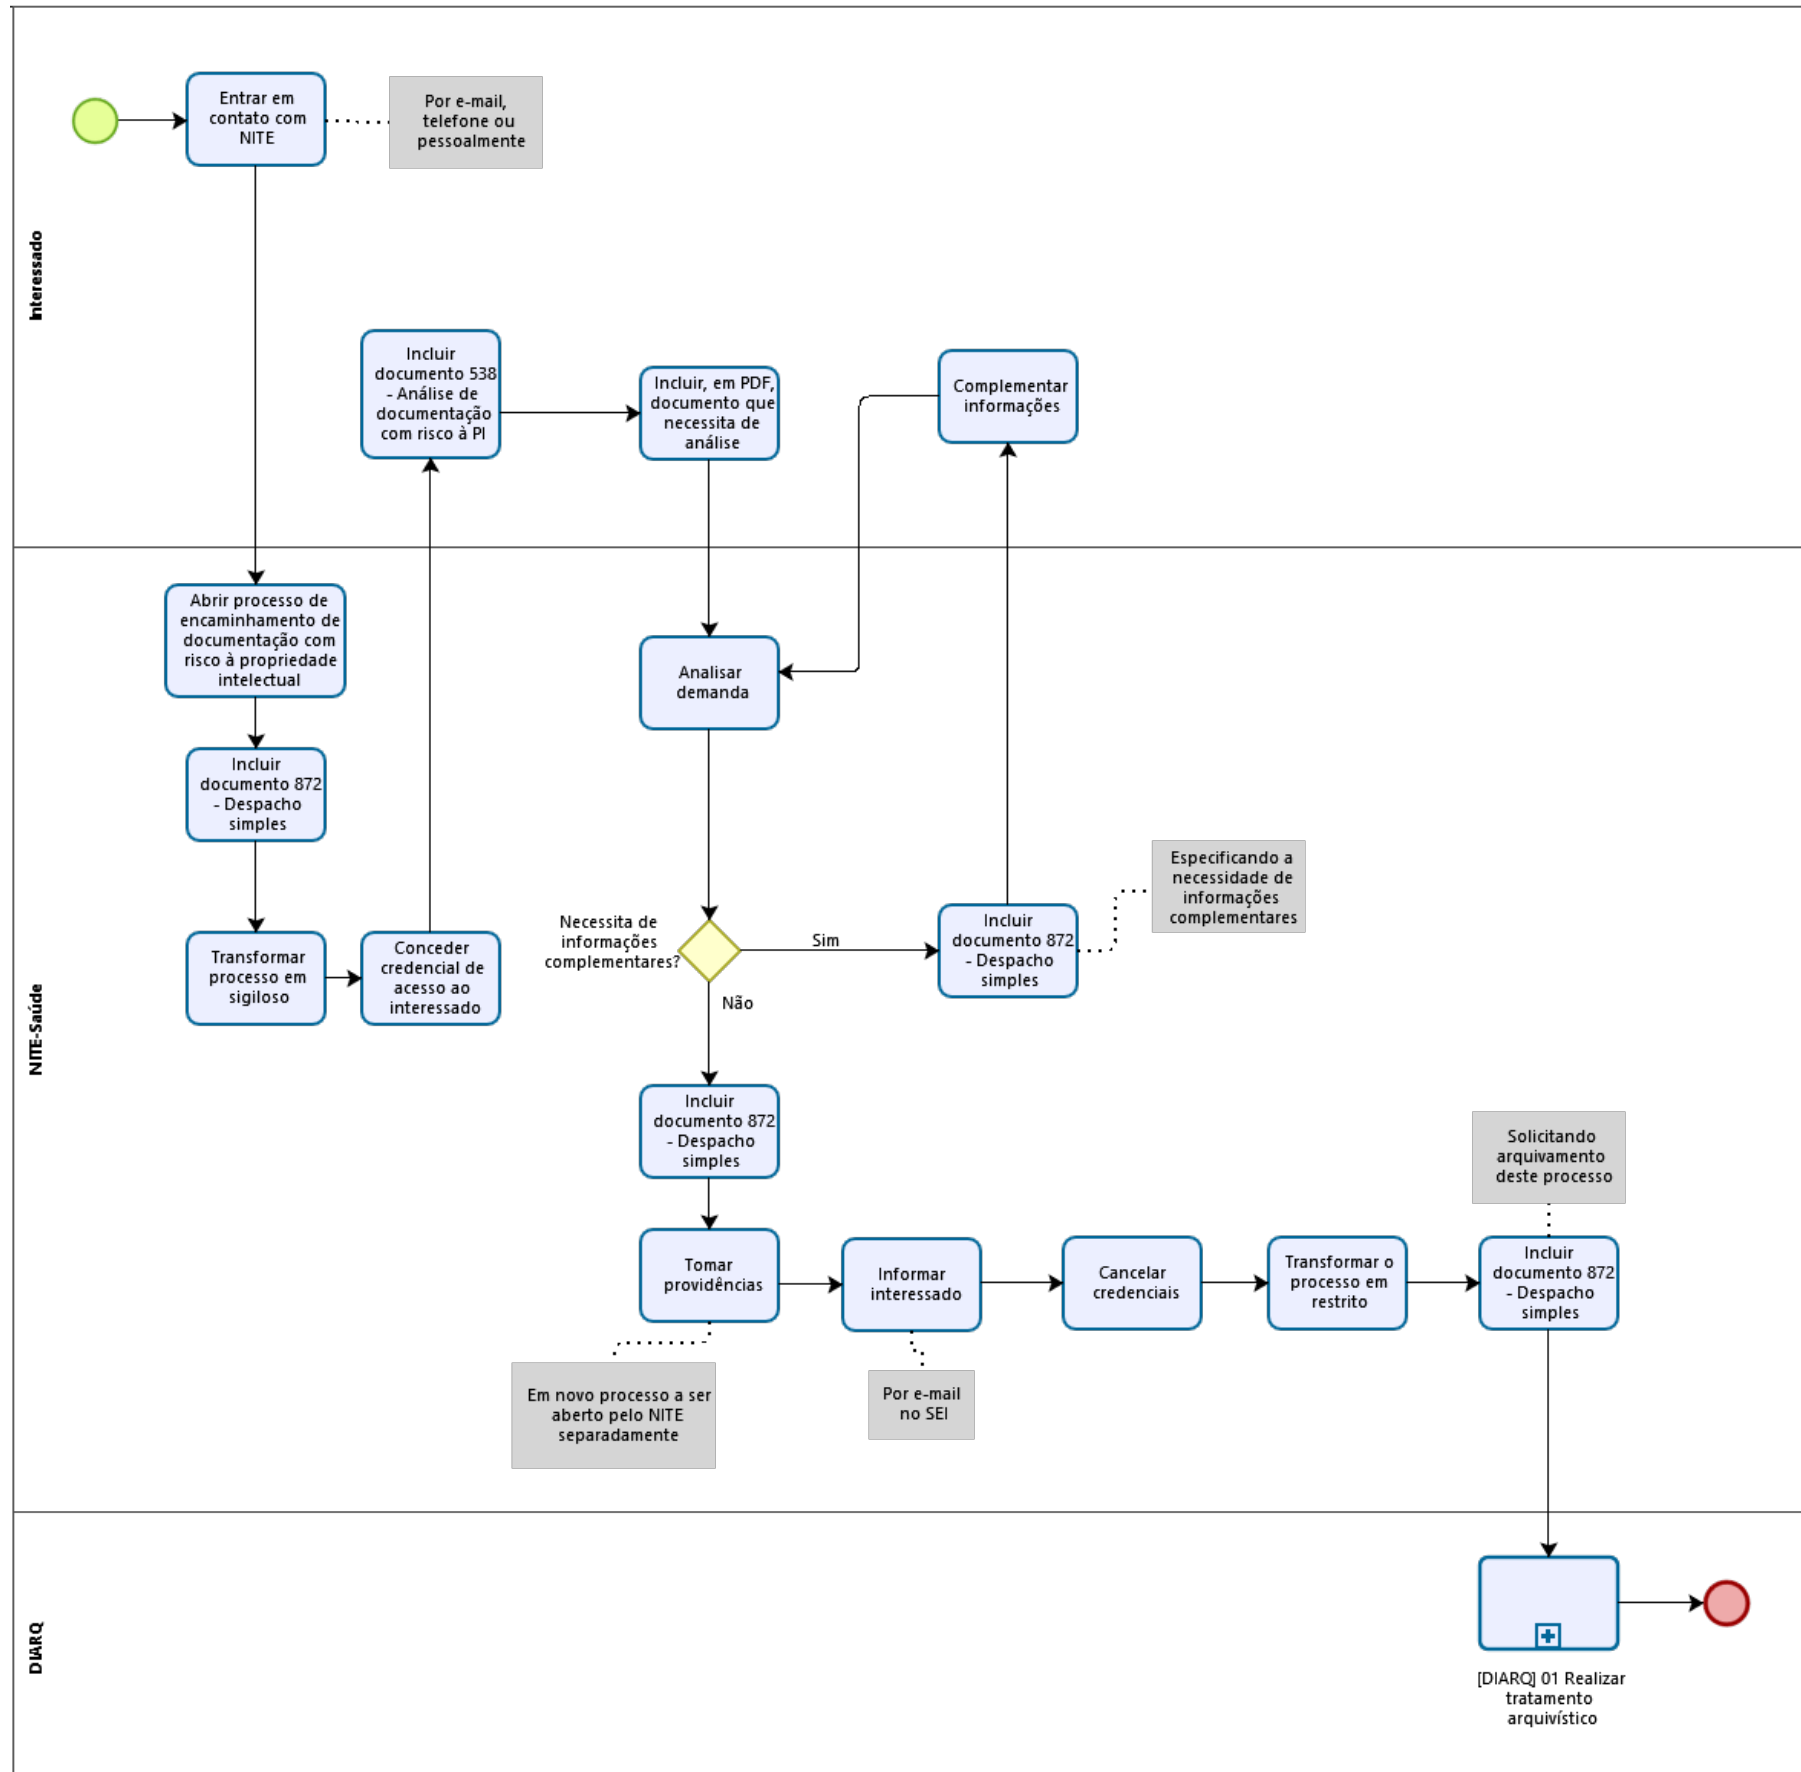 Interessado
Entrar em
contato com
NITE
Por e-mail,
telefone ou
pessoalmente
Incluir
documento 538
- Análise de
documentação
com risco à PI
Incluir, em PDF,
documento que
necessita de
análise
Complementar
informações
NITE-Saúde
Abrir processo de
encaminhamento de
documentação com
risco à propriedade
intelectual
Incluir
documento 872
- Despacho
simples
Transformar
processo em
sigiloso
Conceder
credencial de
acesso ao
interessado
Analisar
demanda
Necessita de
informações
complementares?
Sim
Não
Incluir
documento 872
- Despacho
simples
Especificando a
necessidade de
informações
complementares
Incluir
documento 872
- Despacho
simples
Tomar
providências
Em novo processo a ser
aberto pelo NITE
separadamente
Informar
interessado
Por e-mail
no SEI
Cancelar
credenciais
Transformar o
processo em
restrito
Solicitando
arquivamento
deste processo
Incluir
documento 872
- Despacho
simples
DIARQ
[DIARQ] 01 Realizar
tratamento
arquivístico